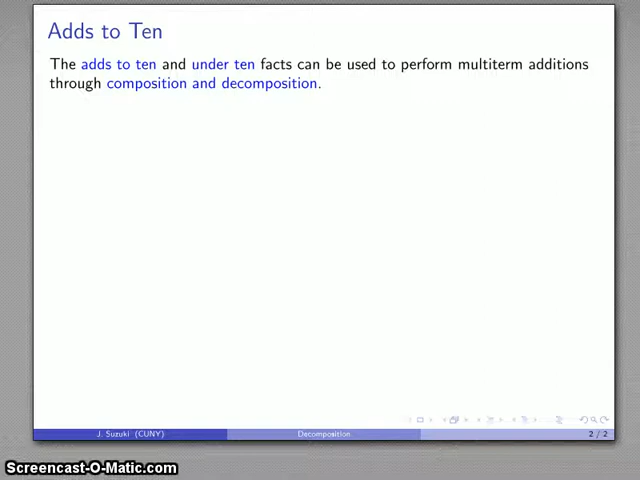 Adds to Ten
The adds to ten and under ten facts can be used to perform multiterm additions
through composition and decomposition.
J. Suzuki (CUNY)
Decomposition
2 / 2
Screencast-O-Matic.com